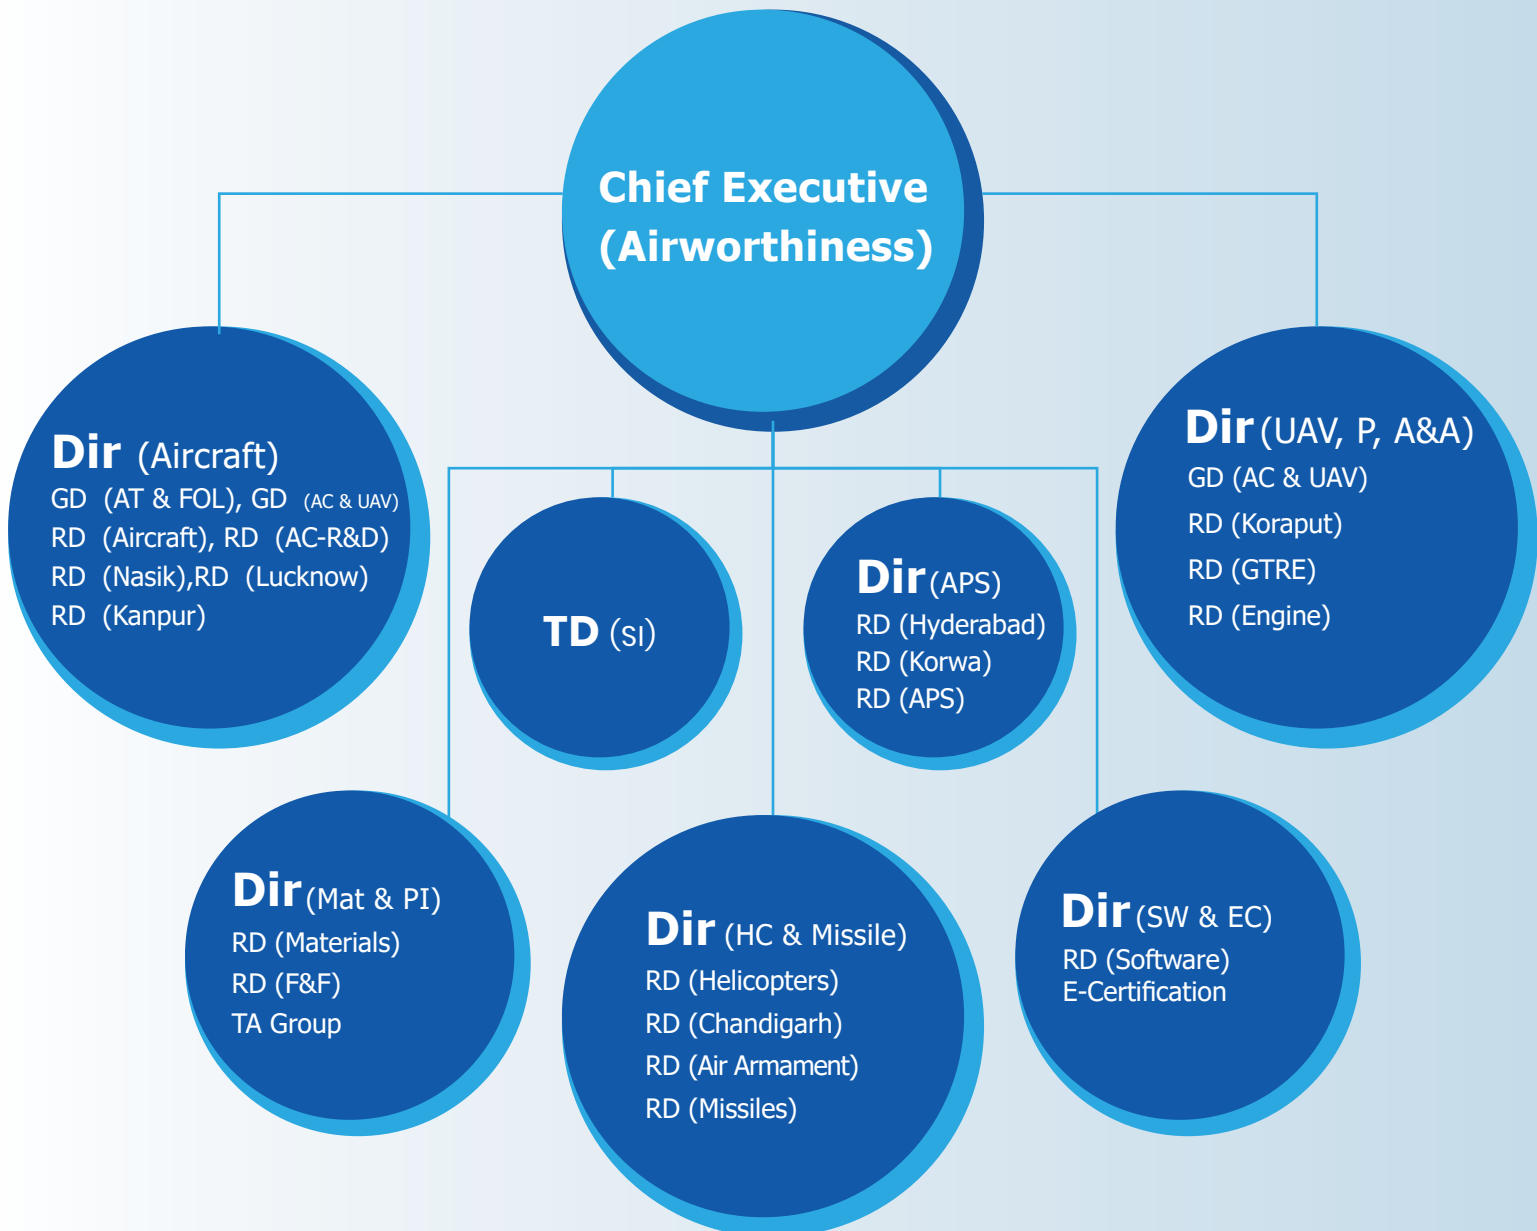 Chief Executive
(Airworthiness)
Dir (Aircraft)
GD (AT & FOL), GD (AC & UAV)
RD (Aircraft), RD (AC-R&D)
RD (Nasik),RD (Lucknow)
RD (Kanpur)
TD (SI)
Dir (APS)
RD (Hyderabad)
RD (Korwa)
RD (APS)
Dir (UAV, P, A&A)
GD (AC & UAV)
RD (Koraput)
RD (GTRE)
RD (Engine)
Dir (Mat & PI)
RD (Materials)
RD (F&F)
TA Group
Dir (HC & Missile)
RD (Helicopters)
RD (Chandigarh)
RD (Air Armament)
RD (Missiles)
Dir (SW & EC)
RD (Software)
E-Certification